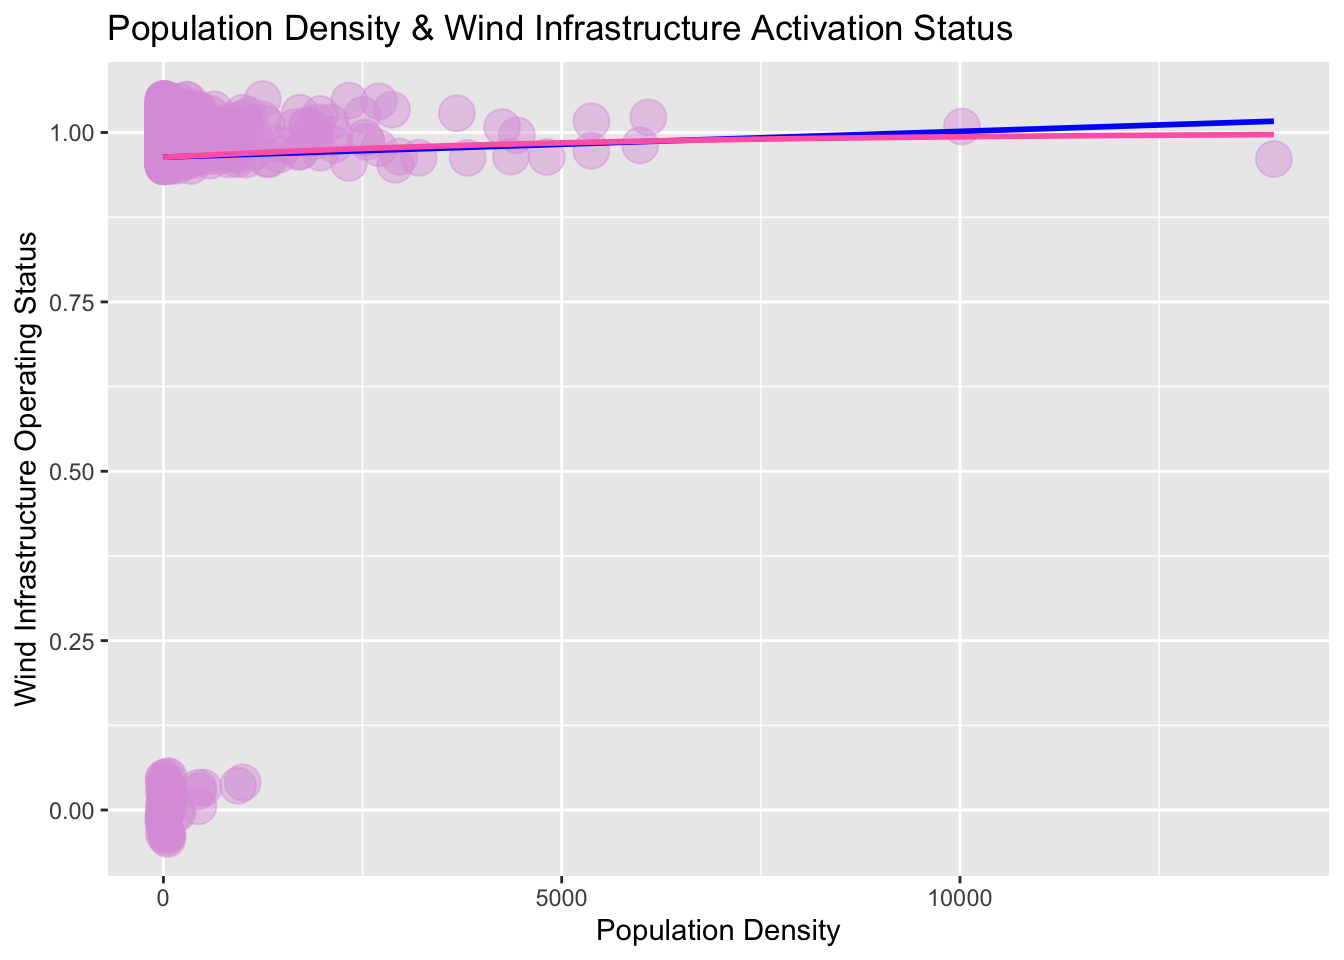 Population Density & Wind Infrastructure Activation Status
Wind Infrastructure Operating Status
1.00
0.75
0.50
0.25
0.00
0
5000
10000
Population Density